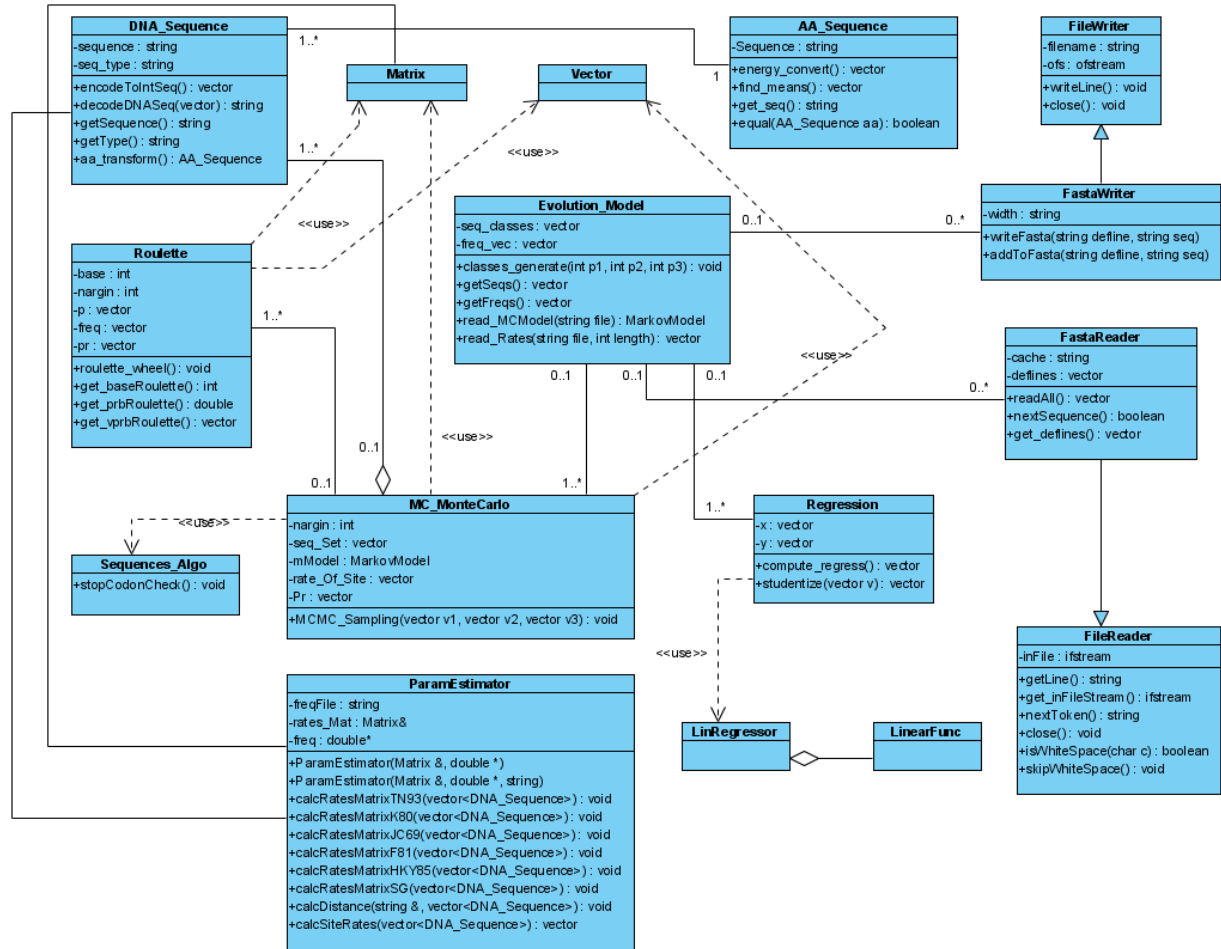 DNA_Sequence
-sequence : string
-seq_type : string
+encodeToIntSeq() : vector
+decodeDNASeq(vector) : string
+getSequence() : string
+getType() : string
+aa_transform() : AA_Sequence
1..*
1
AA_Sequence
-Sequence : string
+energy_convert() : vector
+find_means() : vector
+get_seq() : string
+equal(AA_Sequence aa) : boolean
FileWriter
-filename : string
-ofs : ofstream
+writeLine() : void
+close() : void
Matrix
Vector
1..*
<<use>>
<<use>>
FastaWriter
-width : string
+writeFasta(string defline, string seq)
+addToFasta(string defline, string seq)
Evolution_Model
-seq_classes : vector
-freq_vec : vector
+classes_generate(int p1, int p2, int p3) : void
+getSeqs() : vector
+getFreqs() : vector
+read_MCModel(string file) : MarkovModel
+read_Rates(string file, int length) : vector
0..1
0..*
Roulette
-base : int
-nargin : int
-p : vector
-freq : vector
-pr : vector
+roulette_wheel() : void
+get_baseRoulette() : int
+get_prbRoulette() : double
+get_vprbRoulette() : vector
1..*
<<use>>
FastaReader
-cache : string
-deflines : vector
+readAll() : vector
+nextSequence() : boolean
+get_deflines() : vector
0..1
0..1
0..1
0..*
<<use>>
0..1
0..1
1..*
1..*
MC_MonteCarlo
-nargin : int
-seq_Set : vector
-mModel : MarkovModel
-rate_Of_Site : vector
-Pr : vector
+MCMC_Sampling(vector v1, vector v2, vector v3) : void
<<use>>
Sequences_Algo
+stopCodonCheck() : void
Regression
-x : vector
-y : vector
+compute_regress() : vector
+studentize(vector v) : vector
<<use>>
FileReader
-inFile : ifstream
+getLine() : string
+get_inFileStream() : ifstream
+nextToken() : string
+close() : void
+isWhiteSpace(char c) : boolean
+skipWhiteSpace() : void
ParamEstimator
-freqFile : string
-rates_Mat : Matrix&
-freq : double*
+ParamEstimator(Matrix &, double *)
+ParamEstimator(Matrix &, double *, string)
+calcRatesMatrixTN93(vector<DNA_Sequence>) : void
+calcRatesMatrixK80(vector<DNA_Sequence>) : void
+calcRatesMatrixJC69(vector<DNA_Sequence>) : void
+calcRatesMatrixF81(vector<DNA_Sequence>) : void
+calcRatesMatrixHKY85(vector<DNA_Sequence>) : void
+calcRatesMatrixSG(vector<DNA_Sequence>) : void
+calcDistance(string &, vector<DNA_Sequence>) : void
+calcSiteRates(vector<DNA_Sequence>) : vector
LinRegressor
LinearFunc